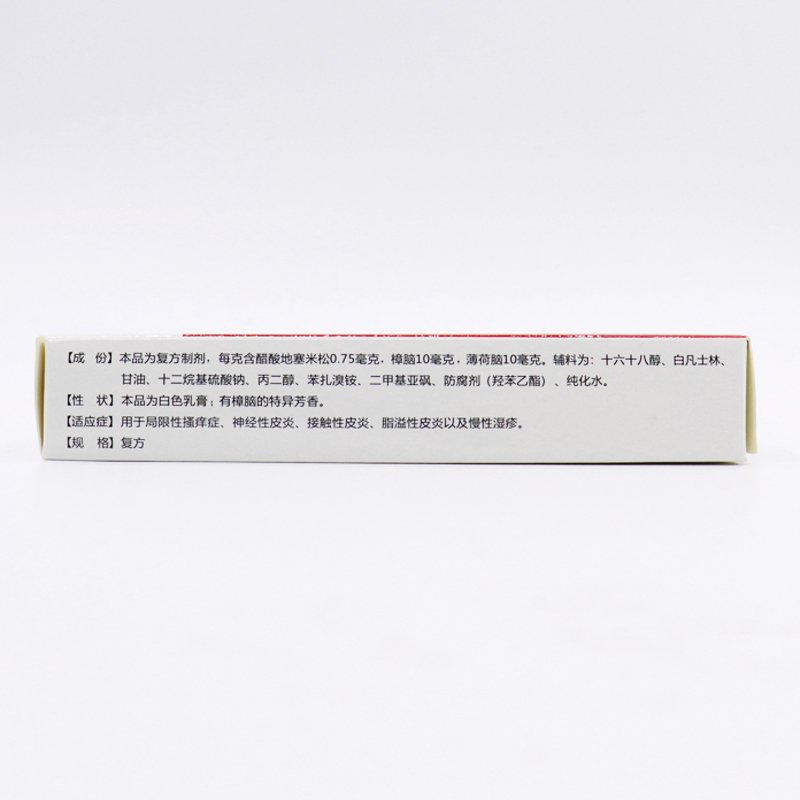 【成 份】本品为复方制剂，每克含醋酸地塞米松0.75毫克，樟脑10毫克，薄荷脑10毫克。辅料为：十六十八醇、白凡士林、
甘油、十二烷基硫酸钠、丙二醇、苯扎溴铵、二甲基亚砜、防腐剂（羟苯乙酯）、纯化水。
【性 状】本品为白色乳膏；有樟脑的特异芳香。
【适应症】用于局限性搔痒症、神经性皮炎、接触性皮炎、脂溢性皮炎以及慢性湿疹。
【规 格】复方